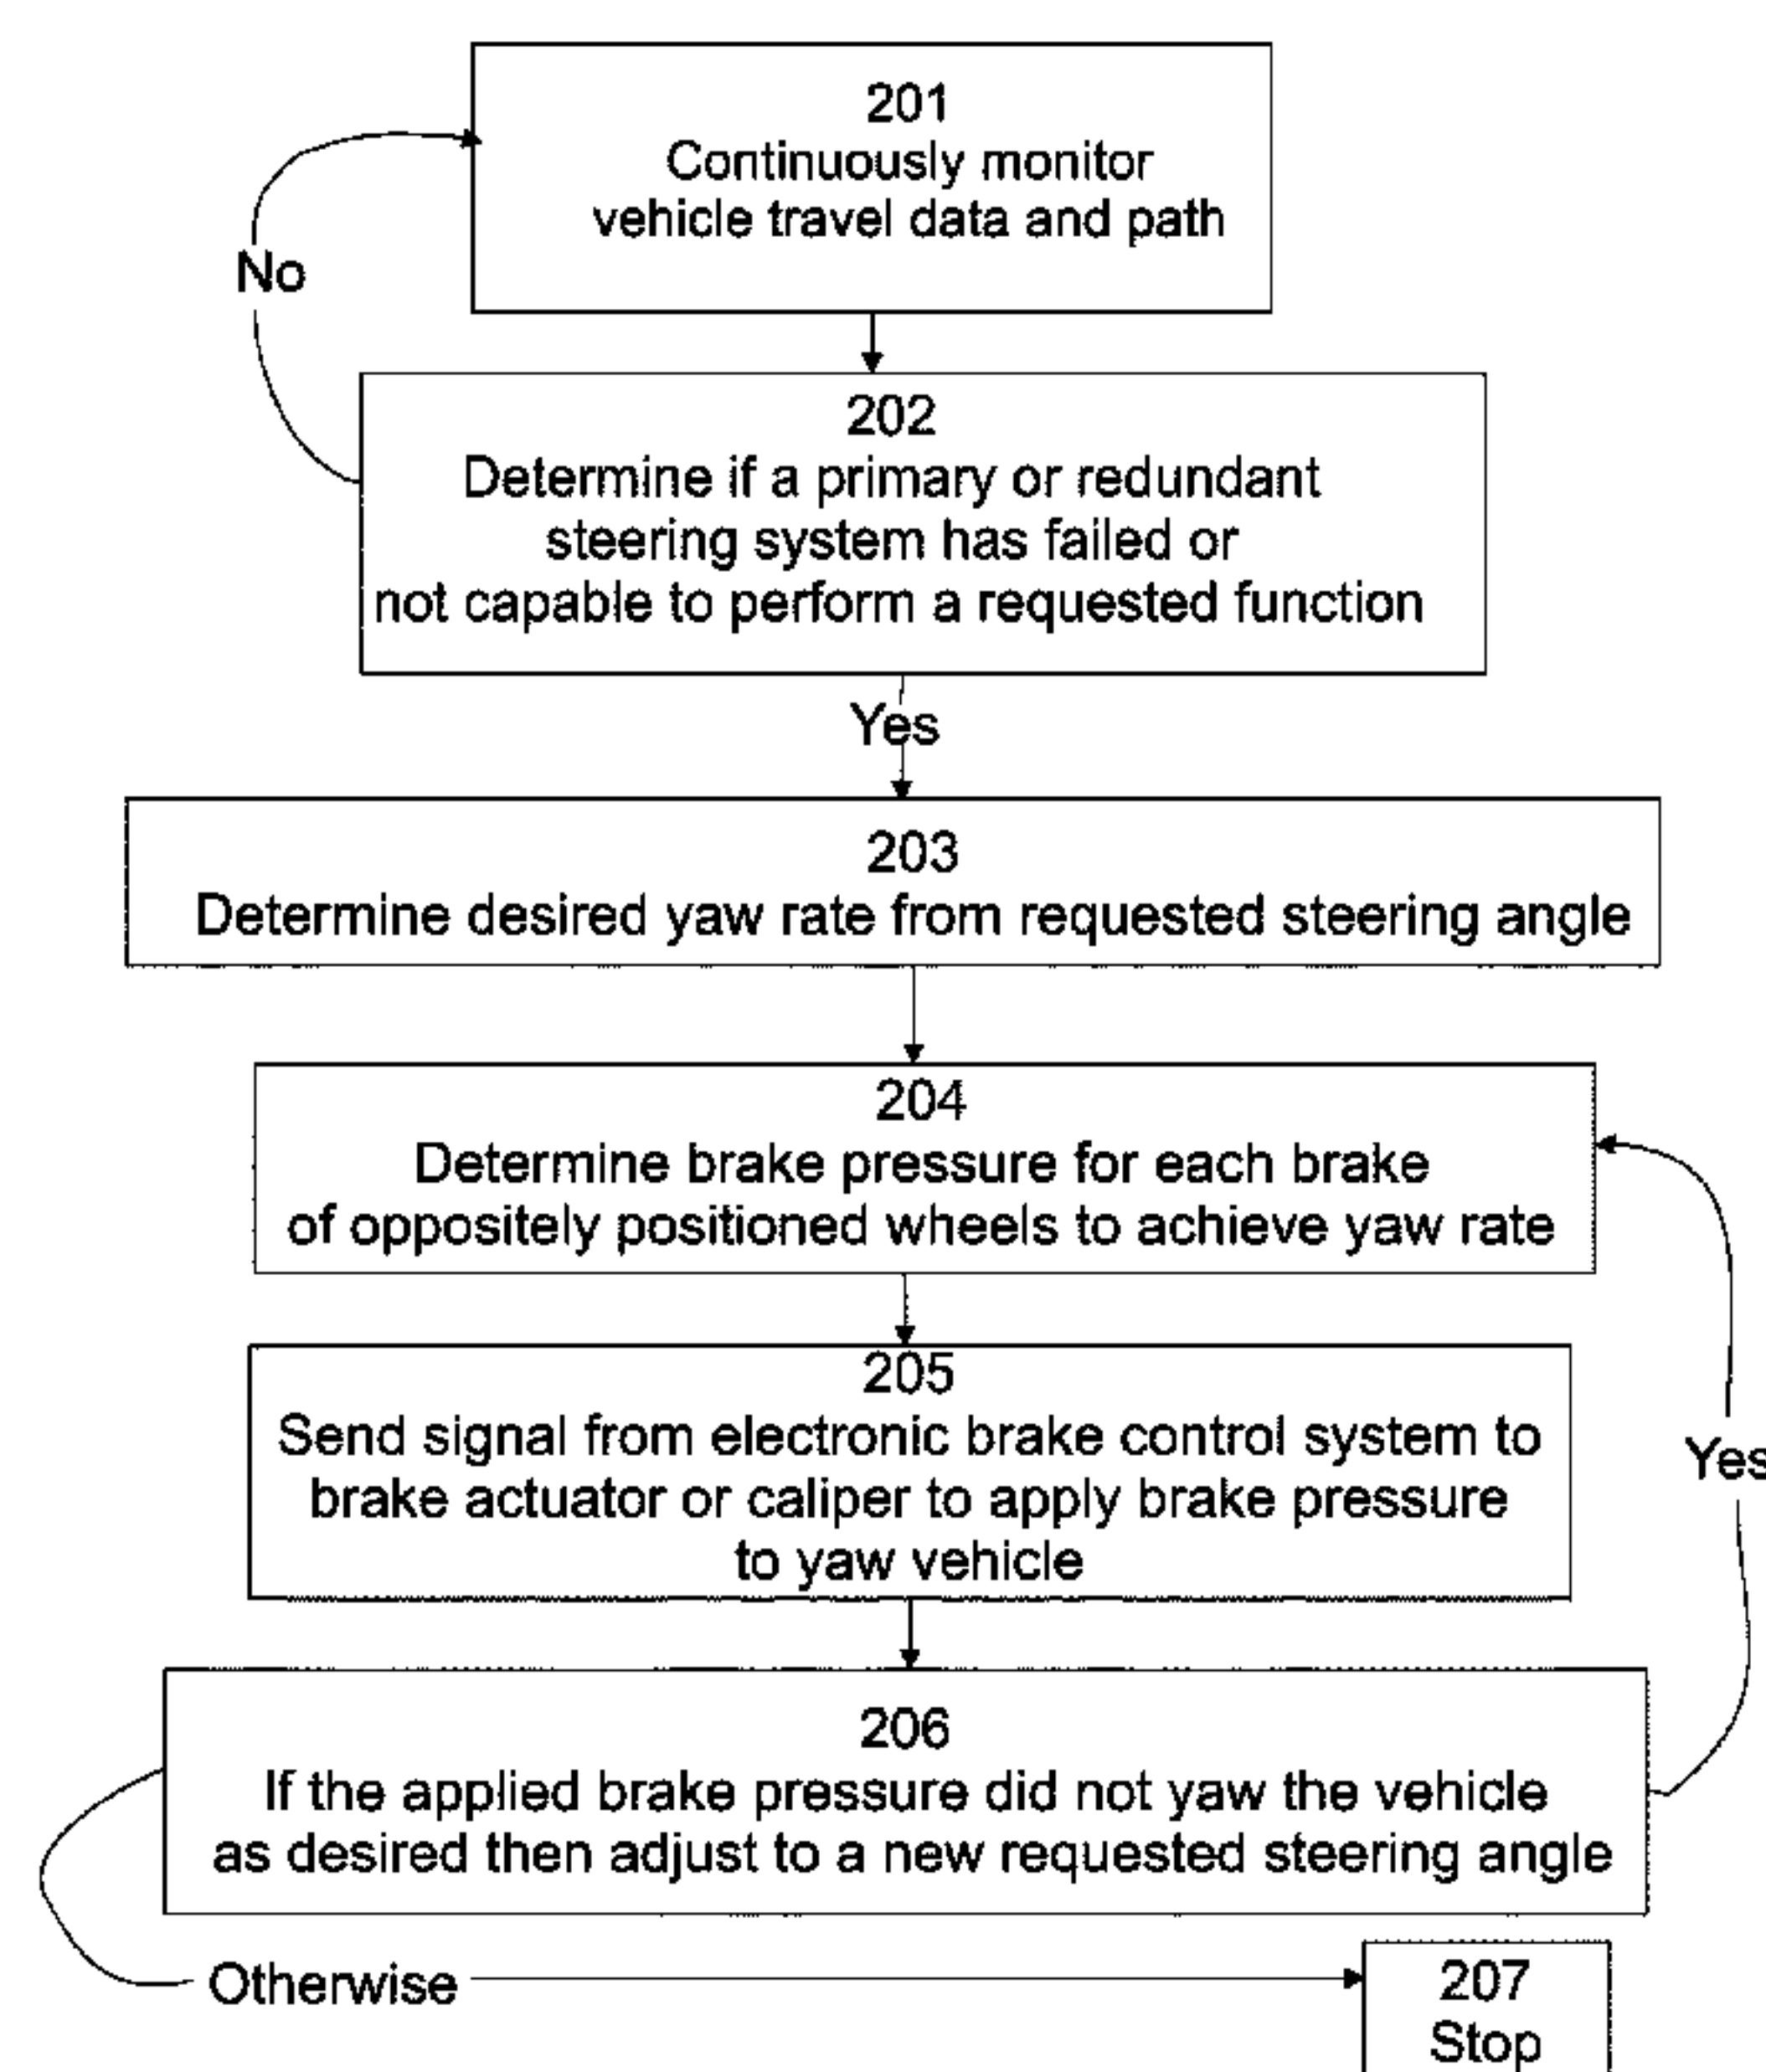 201
Continuously monitor
vehicle travel data and path
No
202
Determine if a primary or redundant
steering system has failed or
not capable to perform a requested function
Yes
203
Determine desired yaw rate from requested steering angle
204
Determine brake pressure for each brake
of oppositely positioned wheels to achieve yaw rate
205
Send signal from electronic brake control system to
brake actuator or caliper to apply brake pressure
to yaw vehicle
Yes
206
If the applied brake pressure did not yaw the vehicle
as desired then adjust to a new requested steering angle
Otherwise
207
Stop